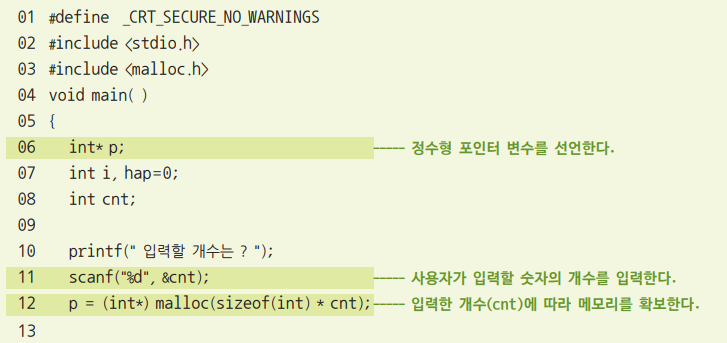 01 #define _CRT_SECURE_NO_WARNINGS
02 #include <stdio.h>
03 #include <malloc.h>
04 void main( )
05 {
06 int* p; ----- 정수형 포인터 변수를 선언한다.
07 int i, hap=0;
08 int cnt;
09
10 printf(" 입력할 개수는 ? ");
11 scanf("%d", &cnt); ----- 사용자가 입력할 숫자의 개수를 입력한다.
12 p = (int*) malloc(sizeof(int) * cnt); ----- 입력한 개수(cnt)에 따라 메모리를 확보한다.
13